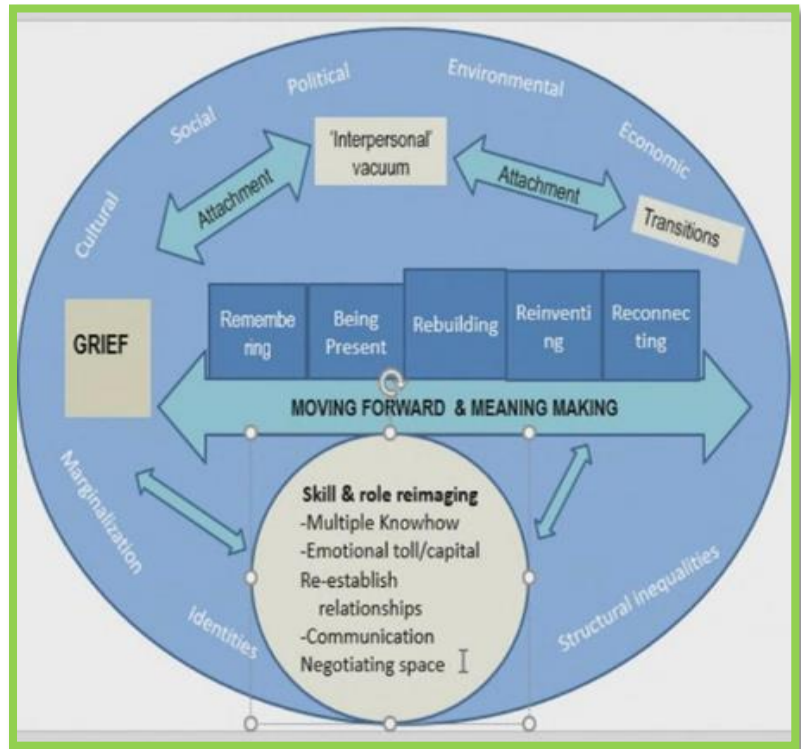 Political
Environmental
Social
Economic
Cultural
'Interpersonal'
vacuum
Attachment
Attachment
Transitions
GRIEF
Remembe
ring
Being
Present
Rebuilding
Reinventi
ng
Reconnec
ting
MOVING FORWARD & MEANING MAKING
Marginalization
Identities
Skill & role reimaging
-Multiple Knowhow
-Emotional toll/capital
Re-establish
relationships
-Communication
Negotiating space
Structural inequalities